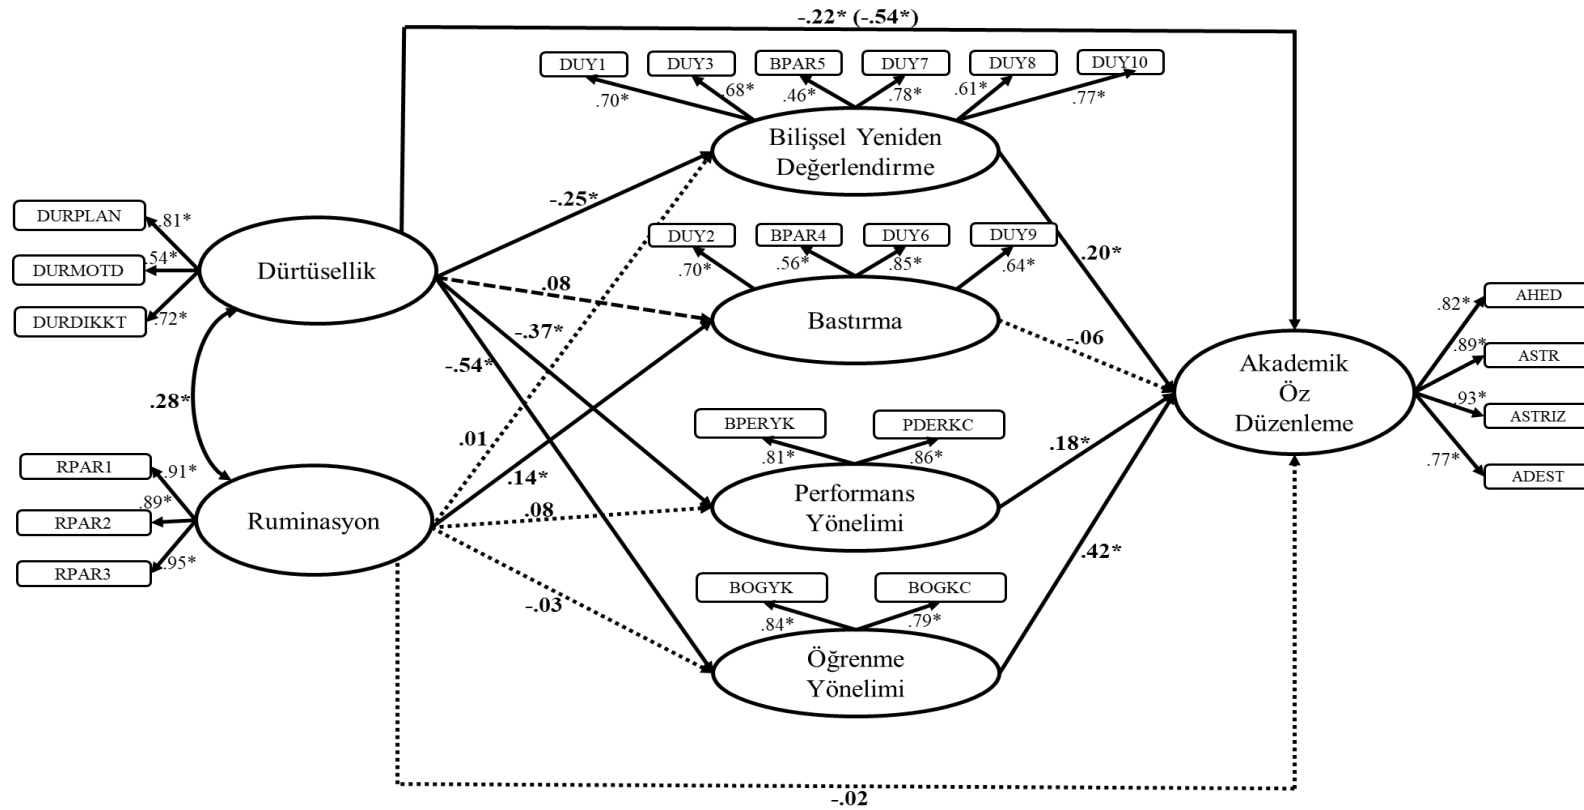 -.22* (-.54*)
DUY1
DUY3
BPAR5
DUY7
DUY8
DUY10
.70*
.68*
.46*
.78*
.61*
.77*
Bilişsel Yeniden
Değerlendirme
DURPLAN
.81*
DURMOTD
.54*
DURDIKKT
.72*
Dürtüsellik
-.25*
.08
-.37*
-.54*
DUY2
BPAR4
DUY6
DUY9
.70*
.56*
.85*
.64*
Bastırma
.20*
-.06
Akademik
Öz
Düzenleme
AHED
.82*
ASTR
.89*
ASTRIZ
.93*
ADEST
.77*
.28*
RPAR1
.91*
RPAR2
.89*
RPAR3
.95*
Ruminasyon
.01
.14*
.08
-.03
BPERYK
PDERKC
.81*
.86*
Performans
Yönelimi
.18*
.42*
BOGYK
BOGKC
.84*
.79*
Öğrenme
Yönelimi
-.02